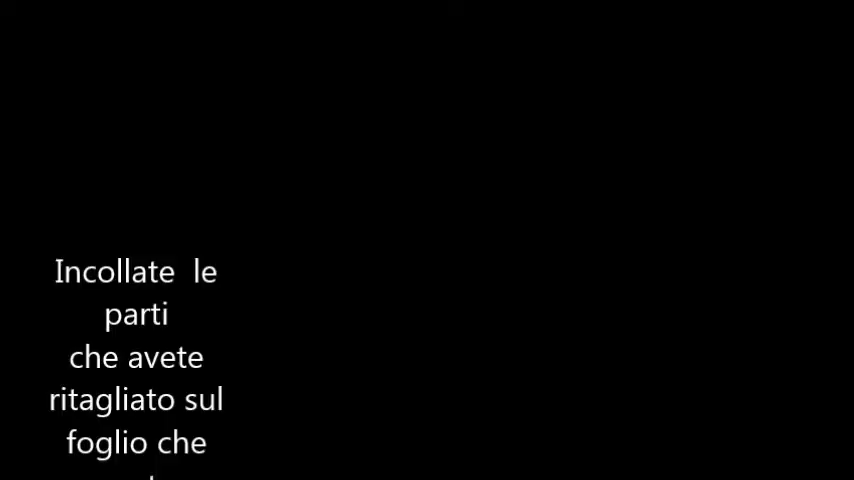 Incollate  le
parti
che avete
ritagliato sul
foglio che